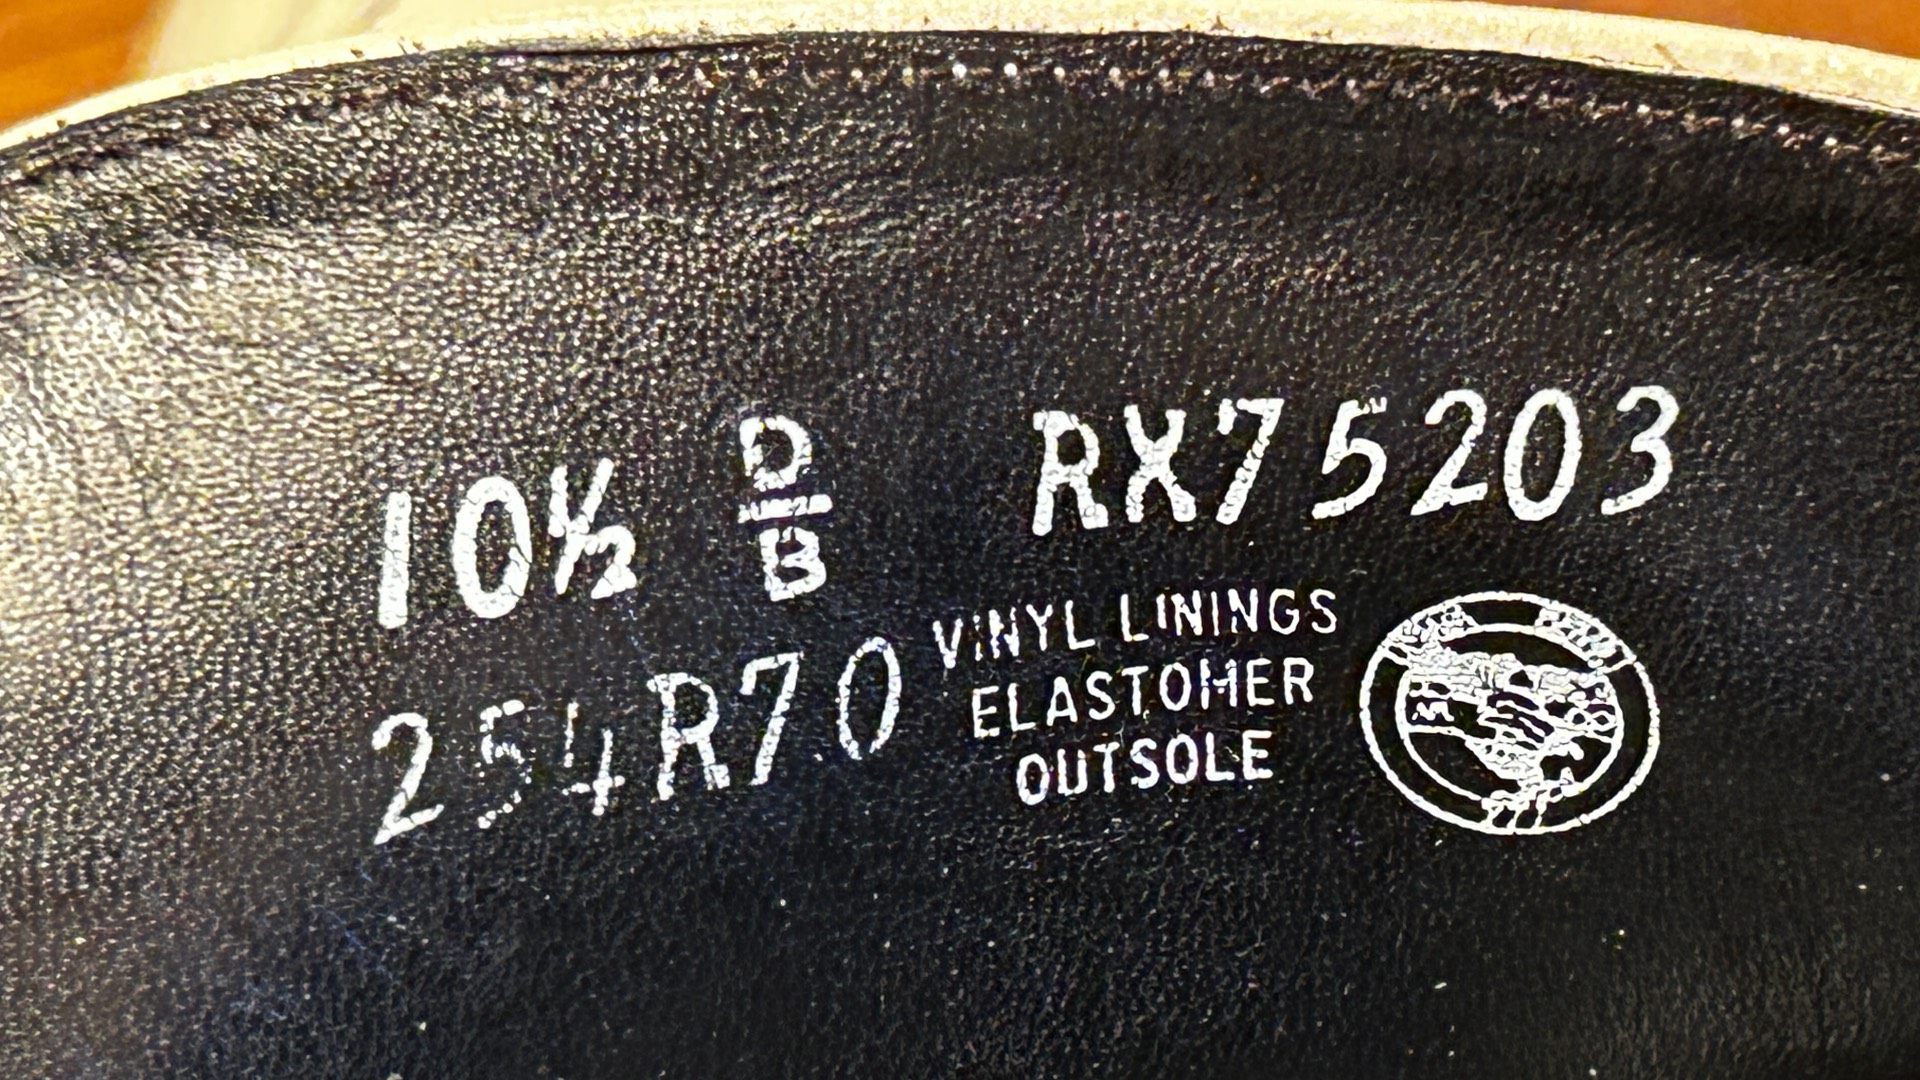 10½ D/B RX75203
254R70
VINYL LININGS
ELASTOMER
OUTSOLE